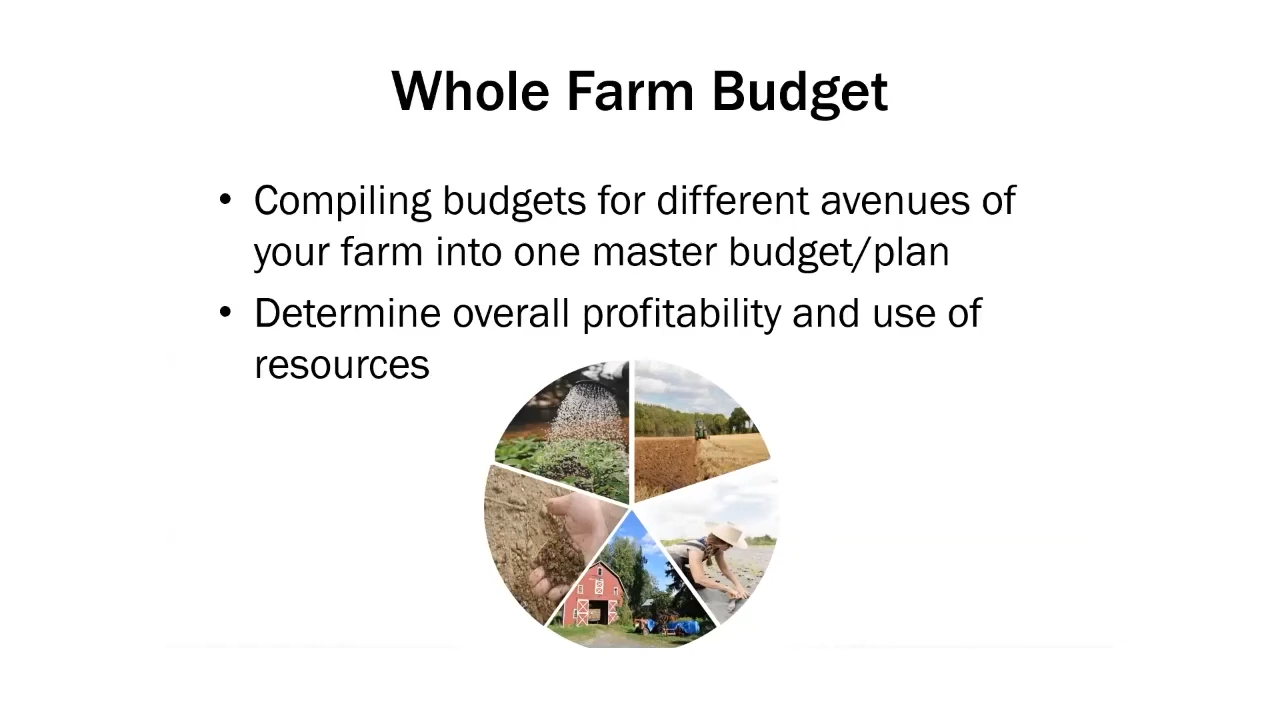 Whole Farm Budget
• Compiling budgets for different avenues of
your farm into one master budget/plan
• Determine overall profitability and use of
resources